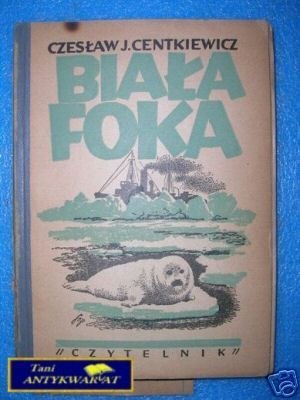 CZESŁAW J. CENTKIEWICZ
BIAŁA
FOKA
"CZYTELNIK"
Tani
ANTYKWARIAT